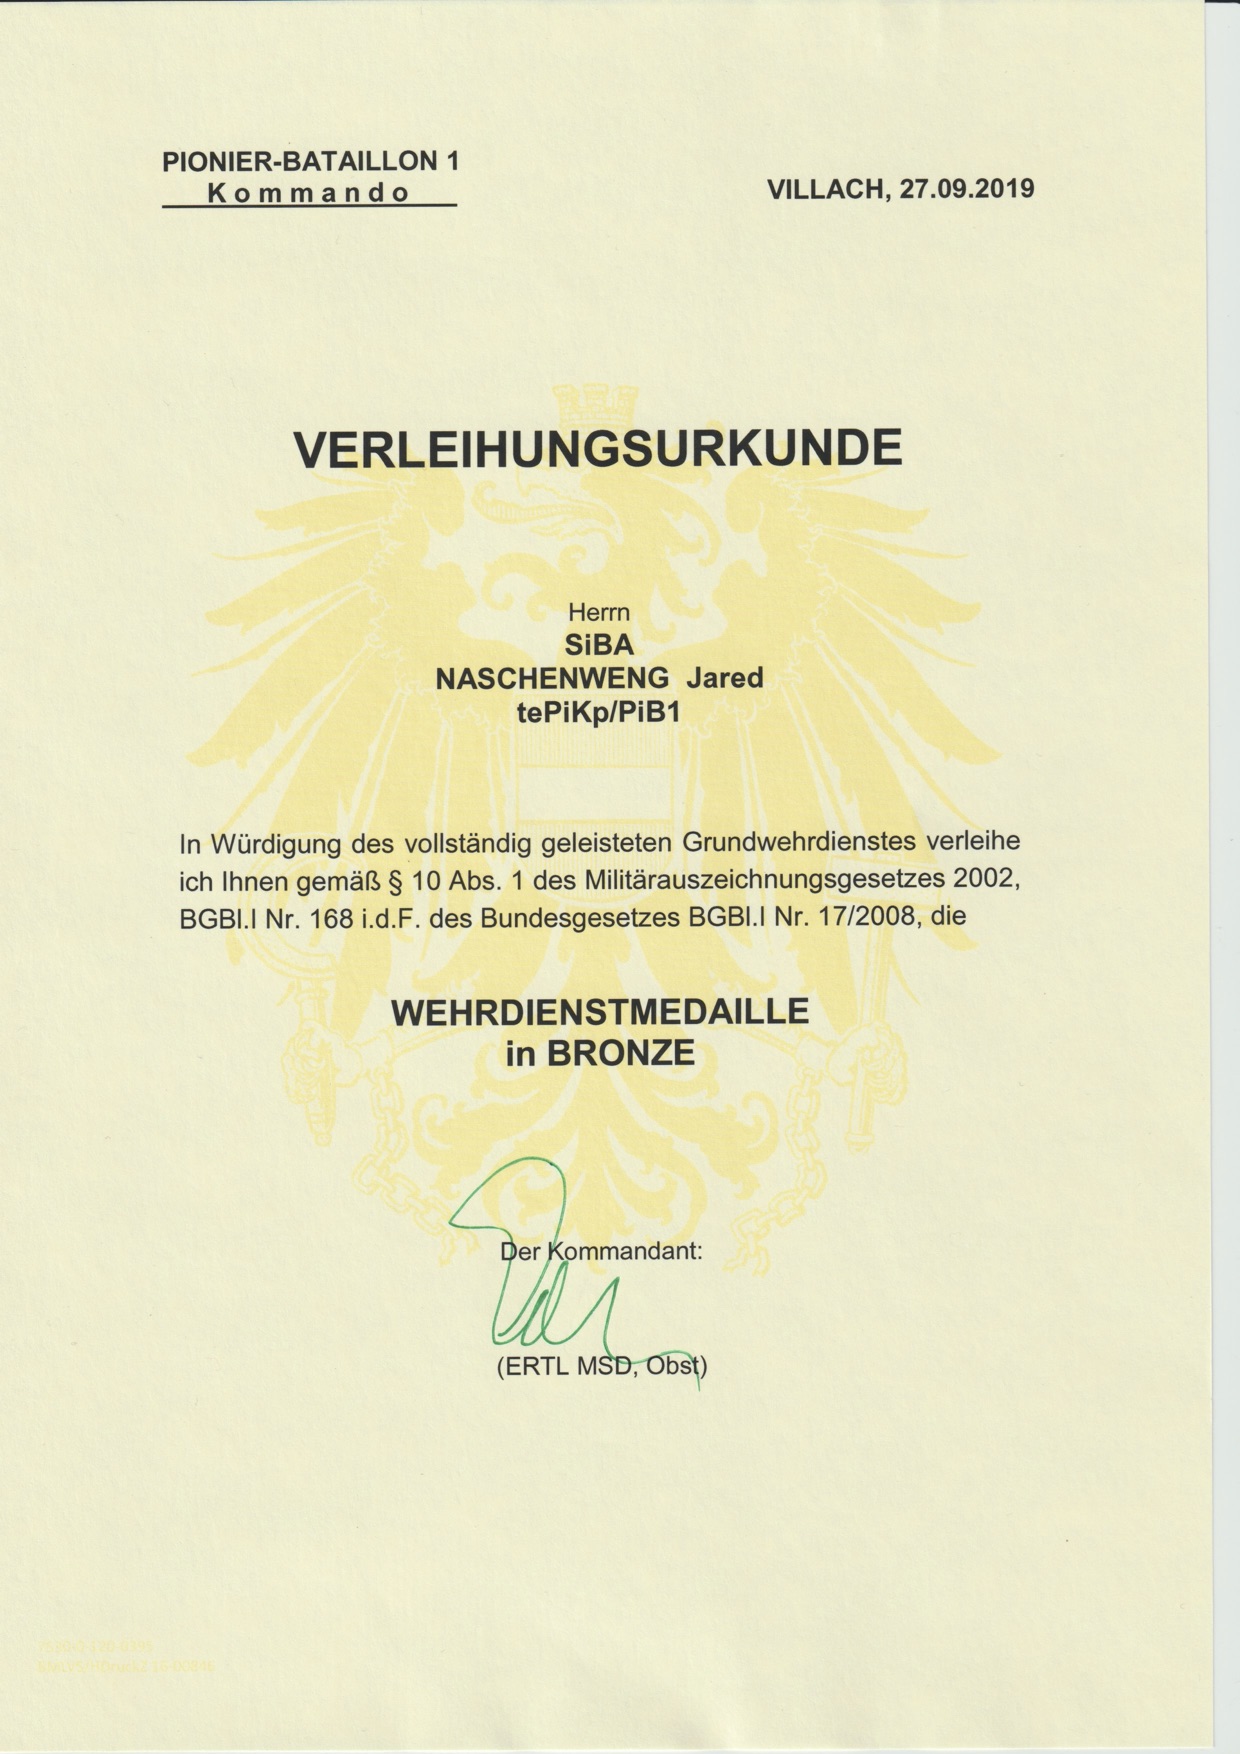 PIONIER-BATAILLON 1
Kommando
VILLACH, 27.09.2019
VERLEIHUNGSURKUNDE
Herrn
SiBA
NASCHENWENG Jared
tePiKp/PiB1
In Würdigung des vollständig geleisteten Grundwehrdienstes verleihe
ich Ihnen gemäß § 10 Abs. 1 des Militärauszeichnungsgesetzes 2002,
BGBl.I Nr. 168 i.d.F. des Bundesgesetzes BGBl.I Nr. 17/2008, die
WEHRDIENSTMEDAILLE
in BRONZE
Der Kommandant:
(ERTL MSD, Obst)